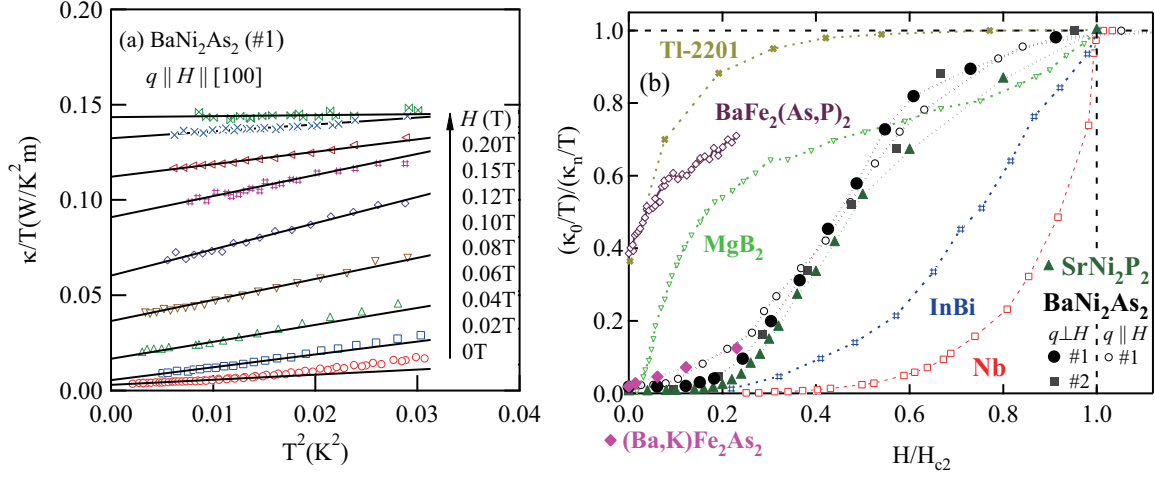 (a) BaNi₂As₂ (#1)
q || H || [100]
κ/T(W/K² m)
0.20
0.15
0.10
0.05
0.00
H (T)
0.20T
0.15T
0.12T
0.10T
0.08T
0.06T
0.04T
0.02T
0T
0.00
0.01
0.02
0.03
0.04
T²(K²)
(b)
(κ₀/T)/(κₙ/T)
1.0
0.8
0.6
0.4
0.2
0.0
Tl-2201
BaFe₂(As,P)₂
MgB₂
SrNi₂P₂
InBi
BaNi₂As₂
q⊥H q || H
#1 #1
#2
Nb
0.0
0.2
0.4
0.6
0.8
1.0
(Ba,K)Fe₂As₂
H/H_c2